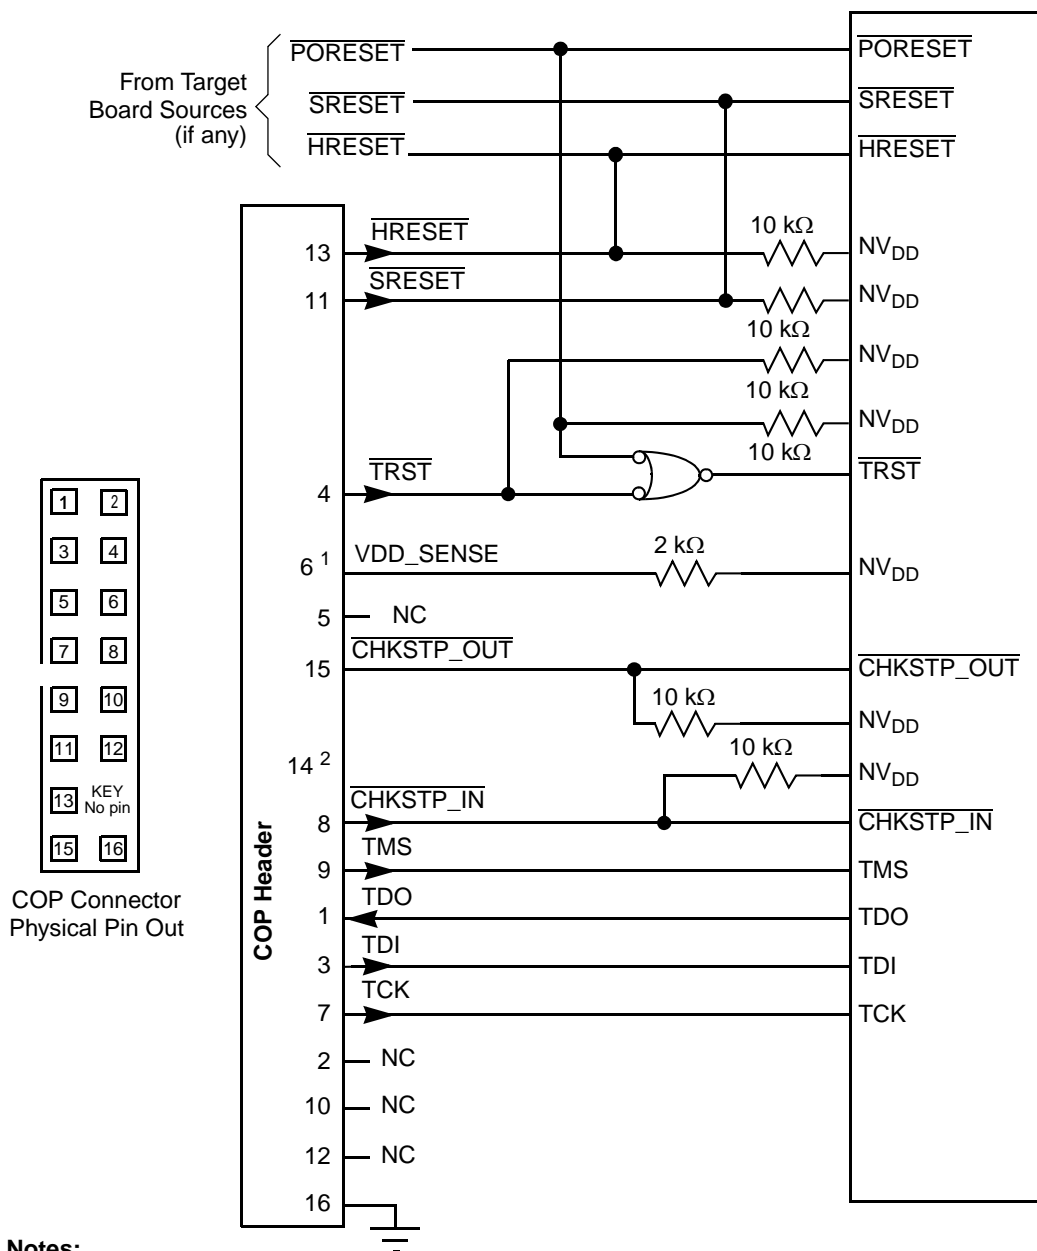 From Target
Board Sources
(if any)
PORESET
SRESET
HRESET
PORESET
SRESET
HRESET
13
HRESET
10 kΩ
NVDD
11
SRESET
10 kΩ
NVDD
10 kΩ
NVDD
10 kΩ
NVDD
4
TRST
TRST
6 1
VDD_SENSE
2 kΩ
NVDD
5
NC
15
CHKSTP_OUT
CHKSTP_OUT
10 kΩ
NVDD
14 2
10 kΩ
NVDD
8
CHKSTP_IN
CHKSTP_IN
9
TMS
TMS
1
TDO
TDO
3
TDI
TDI
7
TCK
TCK
2
NC
10
NC
12
NC
16
COP Header
1 2
3 4
5 6
7 8
9 10
11 12
13 KEY
No pin
15 16
COP Connector
Physical Pin Out
Notes: